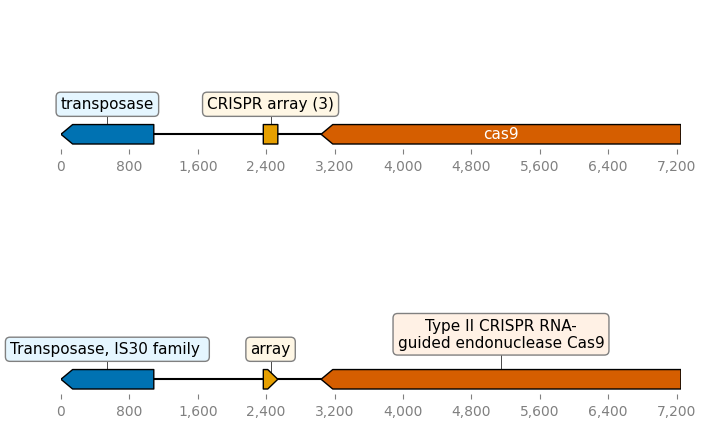 transposase CRISPR array (3)
cas9
0 800 1,600 2,400 3,200 4,000 4,800 5,600 6,400 7,200
Type II CRISPR RNA-
guided endonuclease Cas9
Transposase, IS30 family array
0 800 1,600 2,400 3,200 4,000 4,800 5,600 6,400 7,200